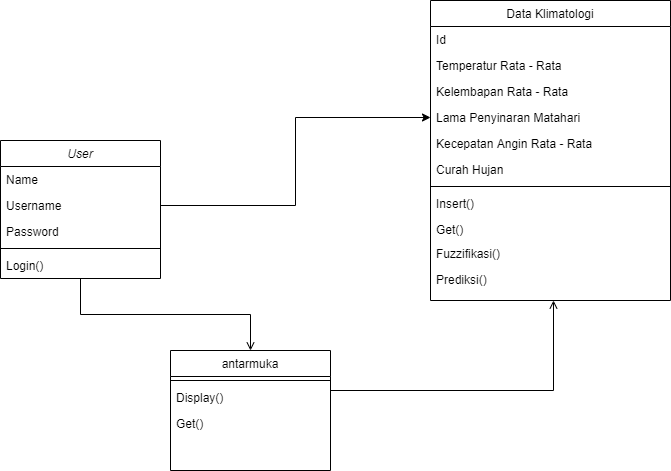 Data Klimatologi
Id
Temperatur Rata - Rata
Kelembapan Rata - Rata
Lama Penyinaran Matahari
Kecepatan Angin Rata - Rata
Curah Hujan
Insert()
Get()
Fuzzifikasi()
Prediksi()
User
Name
Username
Password
Login()
antarmuka
Display()
Get()